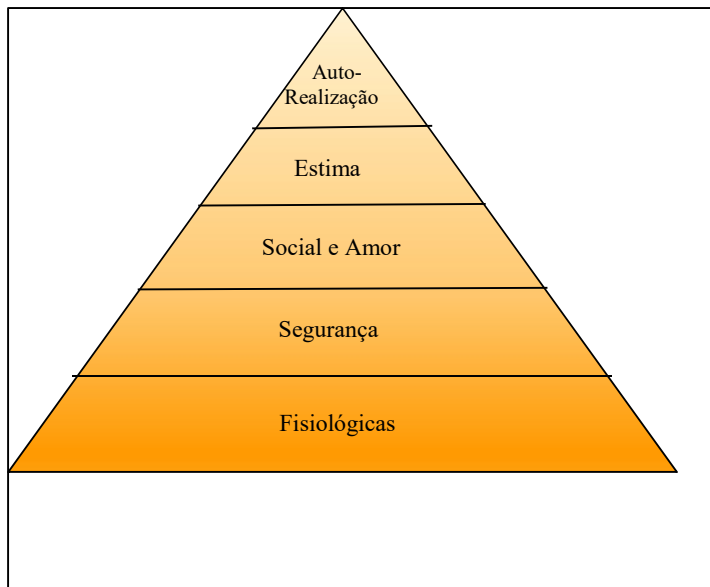 Auto-
Realização
Estima
Social e Amor
Segurança
Fisiológicas